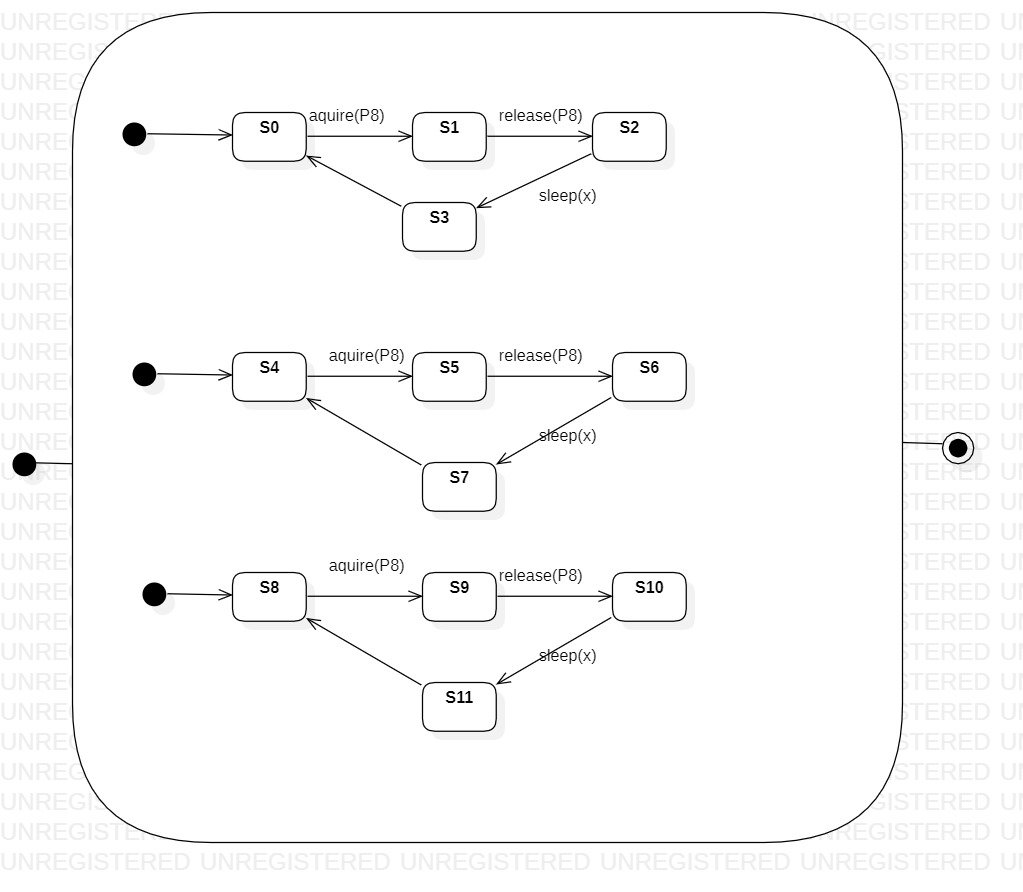 S0
aquire(P8)
S1
release(P8)
S2
sleep(x)
S3
S4
aquire(P8)
S5
release(P8)
S6
sleep(x)
S7
S8
aquire(P8)
S9
release(P8)
S10
sleep(x)
S11
UNREGISTERED UNREGISTERED UNREGISTERED UNREGISTERED UNREGISTERED